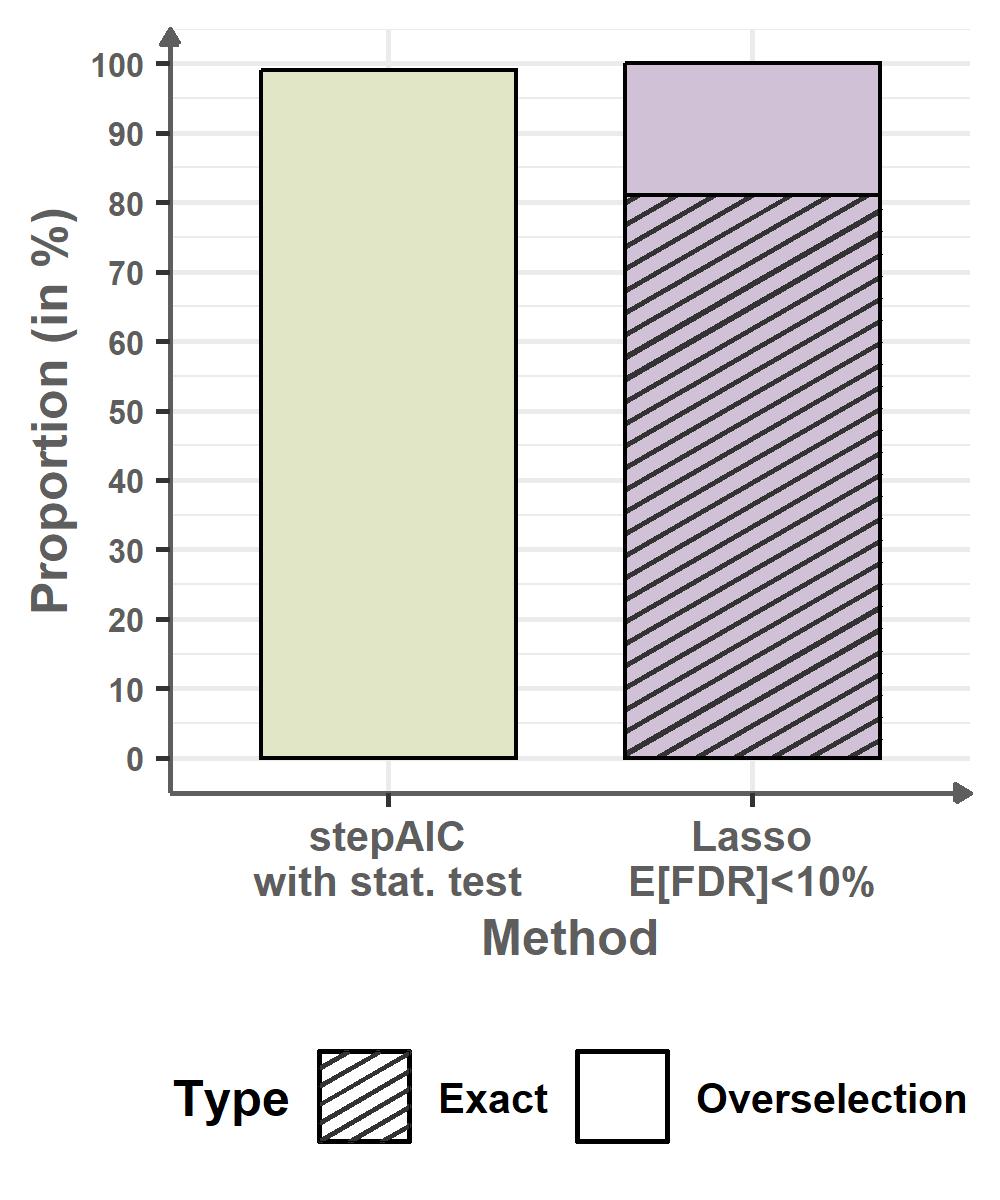 Proportion (in %)
100
90
80
70
60
50
40
30
20
10
0
stepAIC
with stat. test
Lasso
E[FDR]<10%
Method
Type
Exact
Overselection